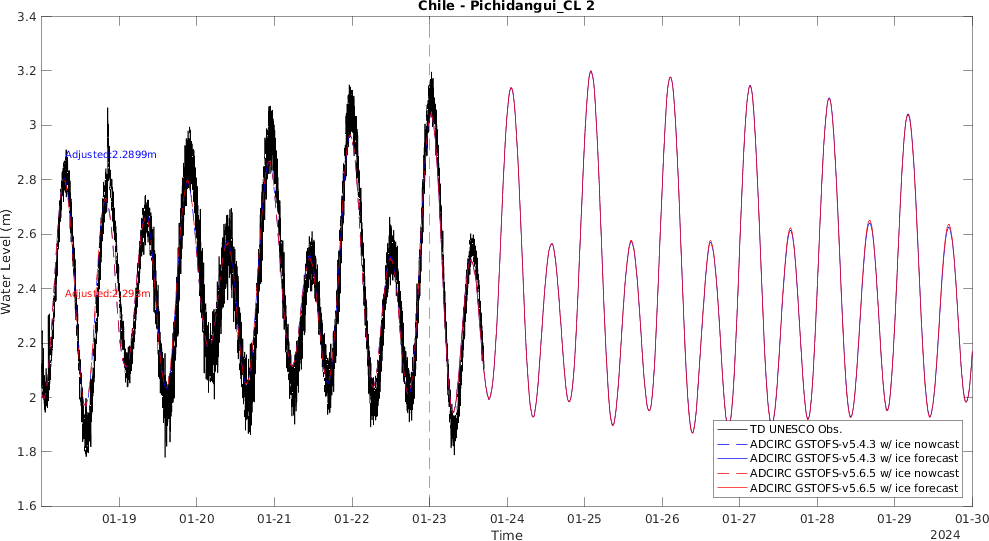 Chile - Pichidangui_CL 2
3.4
3.2
3
2.8
2.6
2.4
2.2
2
1.8
1.6
Water Level (m)
Adjusted:2.2899m
Adjusted:2.293m
TD UNESCO Obs.
ADCIRC GSTOFS-v5.4.3 w/ ice nowcast
ADCIRC GSTOFS-v5.4.3 w/ ice forecast
ADCIRC GSTOFS-v5.6.5 w/ ice nowcast
ADCIRC GSTOFS-v5.6.5 w/ ice forecast
01-19 01-20 01-21 01-22 01-23 01-24 01-25 01-26 01-27 01-28 01-29 01-30
Time
2024